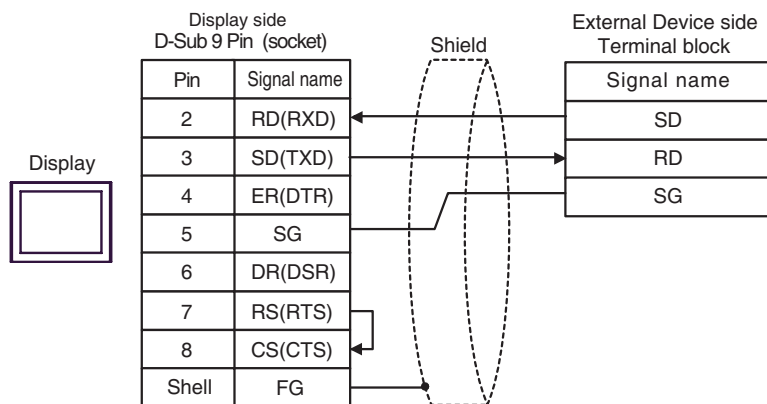 Display side
D-Sub 9 Pin (socket)
Shield
External Device side
Terminal block
Pin Signal name
Signal name
2 RD(RXD)
SD
3 SD(TXD)
RD
Display
4 ER(DTR)
SG
5 SG
6 DR(DSR)
7 RS(RTS)
8 CS(CTS)
Shell FG